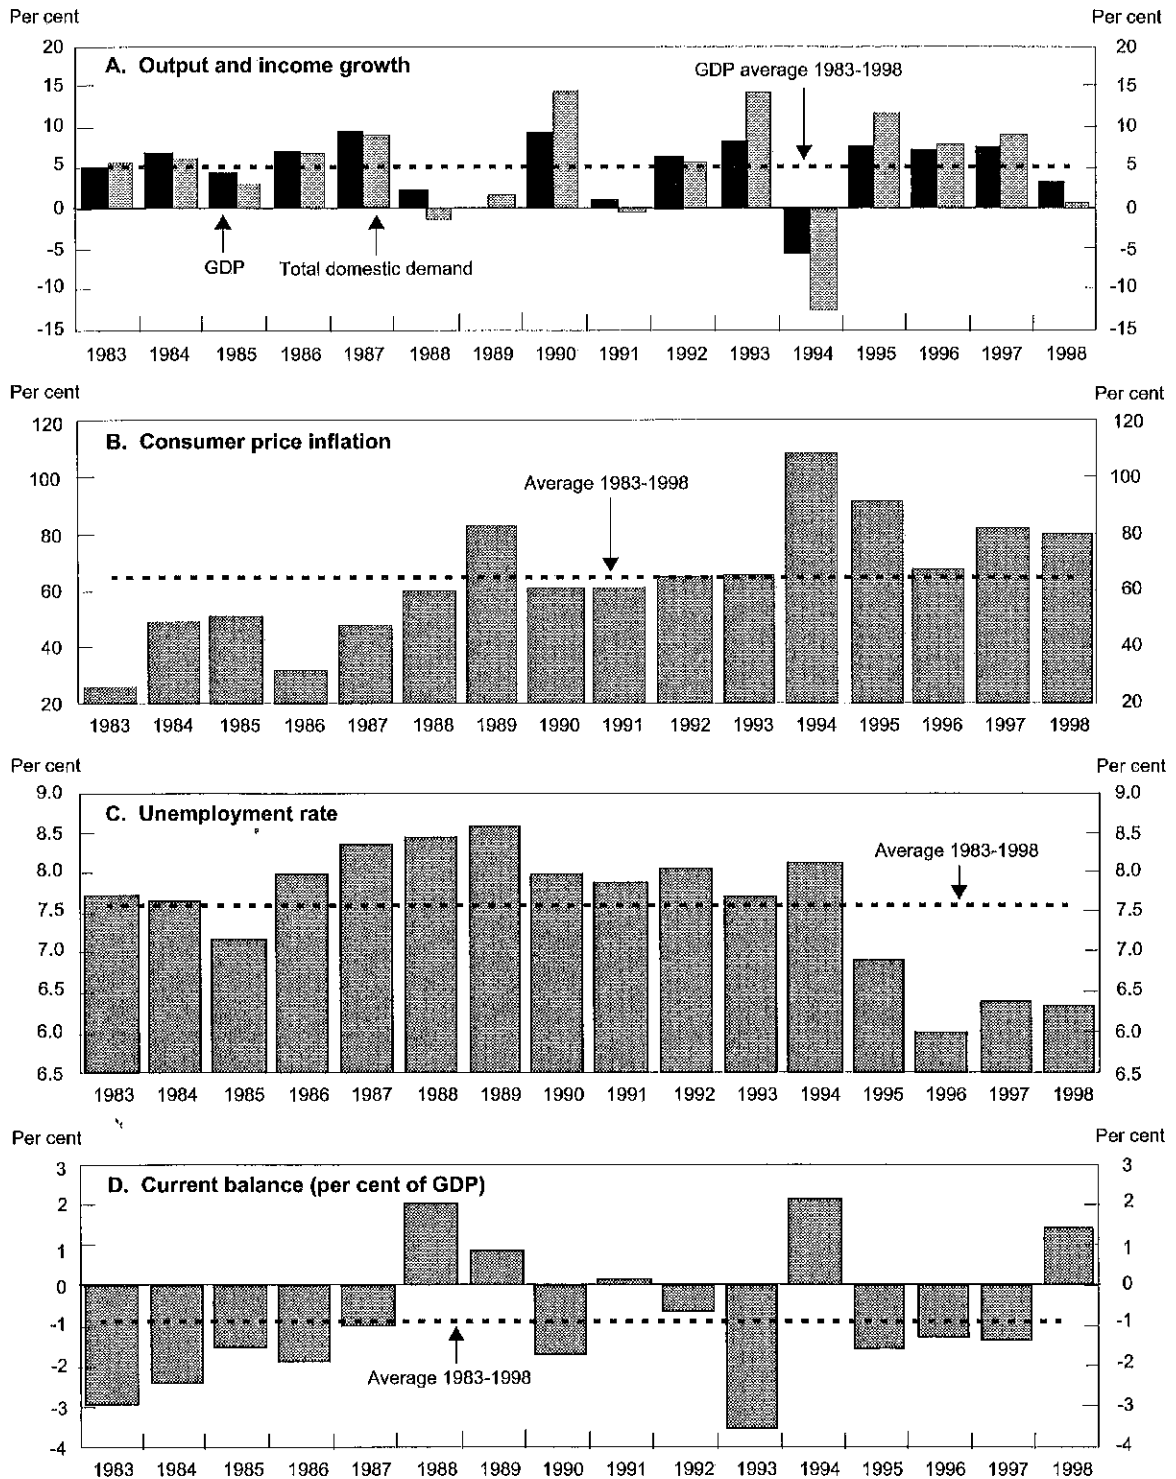 Per cent Per cent
20 20
A. Output and income growth
GDP average 1983-1998
15 15
10 10
5 5
0 0
-5 -5
GDP Total domestic demand
-10 -10
-15 -15
1983 1984 1985 1986 1987 1988 1989 1990 1991 1992 1993 1994 1995 1996 1997 1998
Per cent Per cent
120 120
B. Consumer price inflation
100 100
Average 1983-1998
80 80
60 60
40 40
20 20
1983 1984 1985 1986 1987 1988 1989 1990 1991 1992 1993 1994 1995 1996 1997 1998
Per cent Per cent
9.0 9.0
C. Unemployment rate
8.5 8.5
Average 1983-1998
8.0 8.0
7.5 7.5
7.0 7.0
6.5 6.5
6.0 6.0
6.5 6.5
1983 1984 1985 1986 1987 1988 1989 1990 1991 1992 1993 1994 1995 1996 1997 1998
Per cent Per cent
3 3
D. Current balance (per cent of GDP)
2 2
1 1
0 0
-1 -1
Average 1983-1998
-2 -2
-3 -3
-4 -4
1983 1984 1985 1986 1987 1988 1989 1990 1991 1992 1993 1994 1995 1996 1997 1998